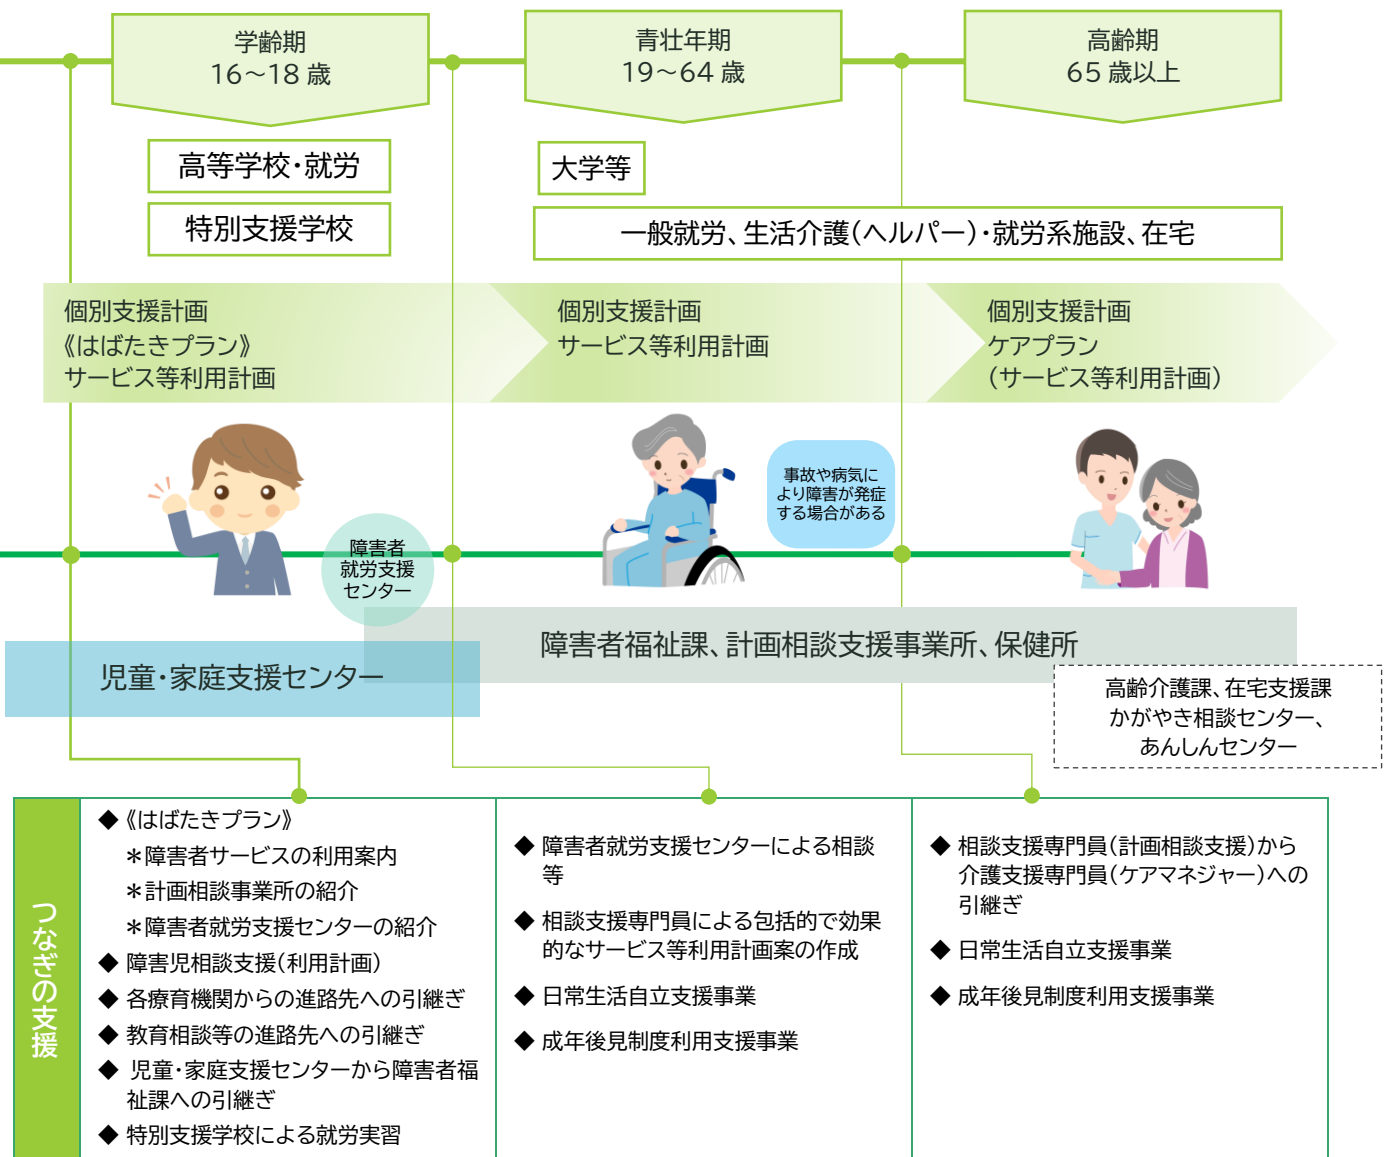 学齢期
16～18 歳
青壮年期
19～64 歳
高齢期
65 歳以上
高等学校・就労
特別支援学校
大学等
一般就労、生活介護(ヘルパー)・就労系施設、在宅
個別支援計画
《はばたきプラン》
サービス等利用計画
個別支援計画
サービス等利用計画
個別支援計画
ケアプラン
(サービス等利用計画)
事故や病気に
より障害が発症
する場合がある
障害者
就労支援
センター
障害者福祉課、計画相談支援事業所、保健所
児童・家庭支援センター
高齢介護課、在宅支援課
かがやき相談センター、
あんしんセンター
つなぎの支援
◆《はばたきプラン》
＊障害者サービスの利用案内
＊計画相談事業所の紹介
＊障害者就労支援センターの紹介
◆ 障害児相談支援(利用計画)
◆ 各療育機関からの進路先への引継ぎ
◆ 教育相談等の進路先への引継ぎ
◆ 児童・家庭支援センターから障害者福
祉課への引継ぎ
◆ 特別支援学校による就労実習
◆ 障害者就労支援センターによる相談
等
◆ 相談支援専門員による包括的で効果
的なサービス等利用計画案の作成
◆ 日常生活自立支援事業
◆ 成年後見制度利用支援事業
◆ 相談支援専門員(計画相談支援)から
介護支援専門員(ケアマネジャー)への
引継ぎ
◆ 日常生活自立支援事業
◆ 成年後見制度利用支援事業